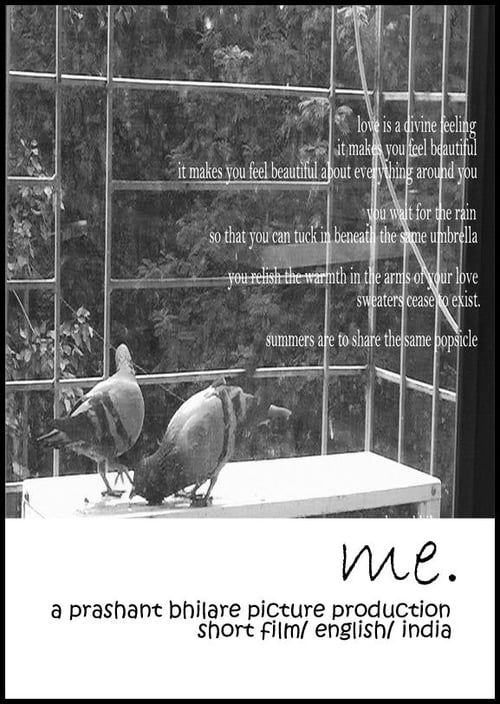 love is a divine feeling
it makes you feel beautiful
it makes you feel beautiful about everything around you
you wait for the rain
so that you can tuck in beneath the same umbrella
you relish the warmth in the arms of your love
sweaters cease to exist.
summers are to share the same popsicle
me.
a prashant bhilare picture production
short film/ english/ india